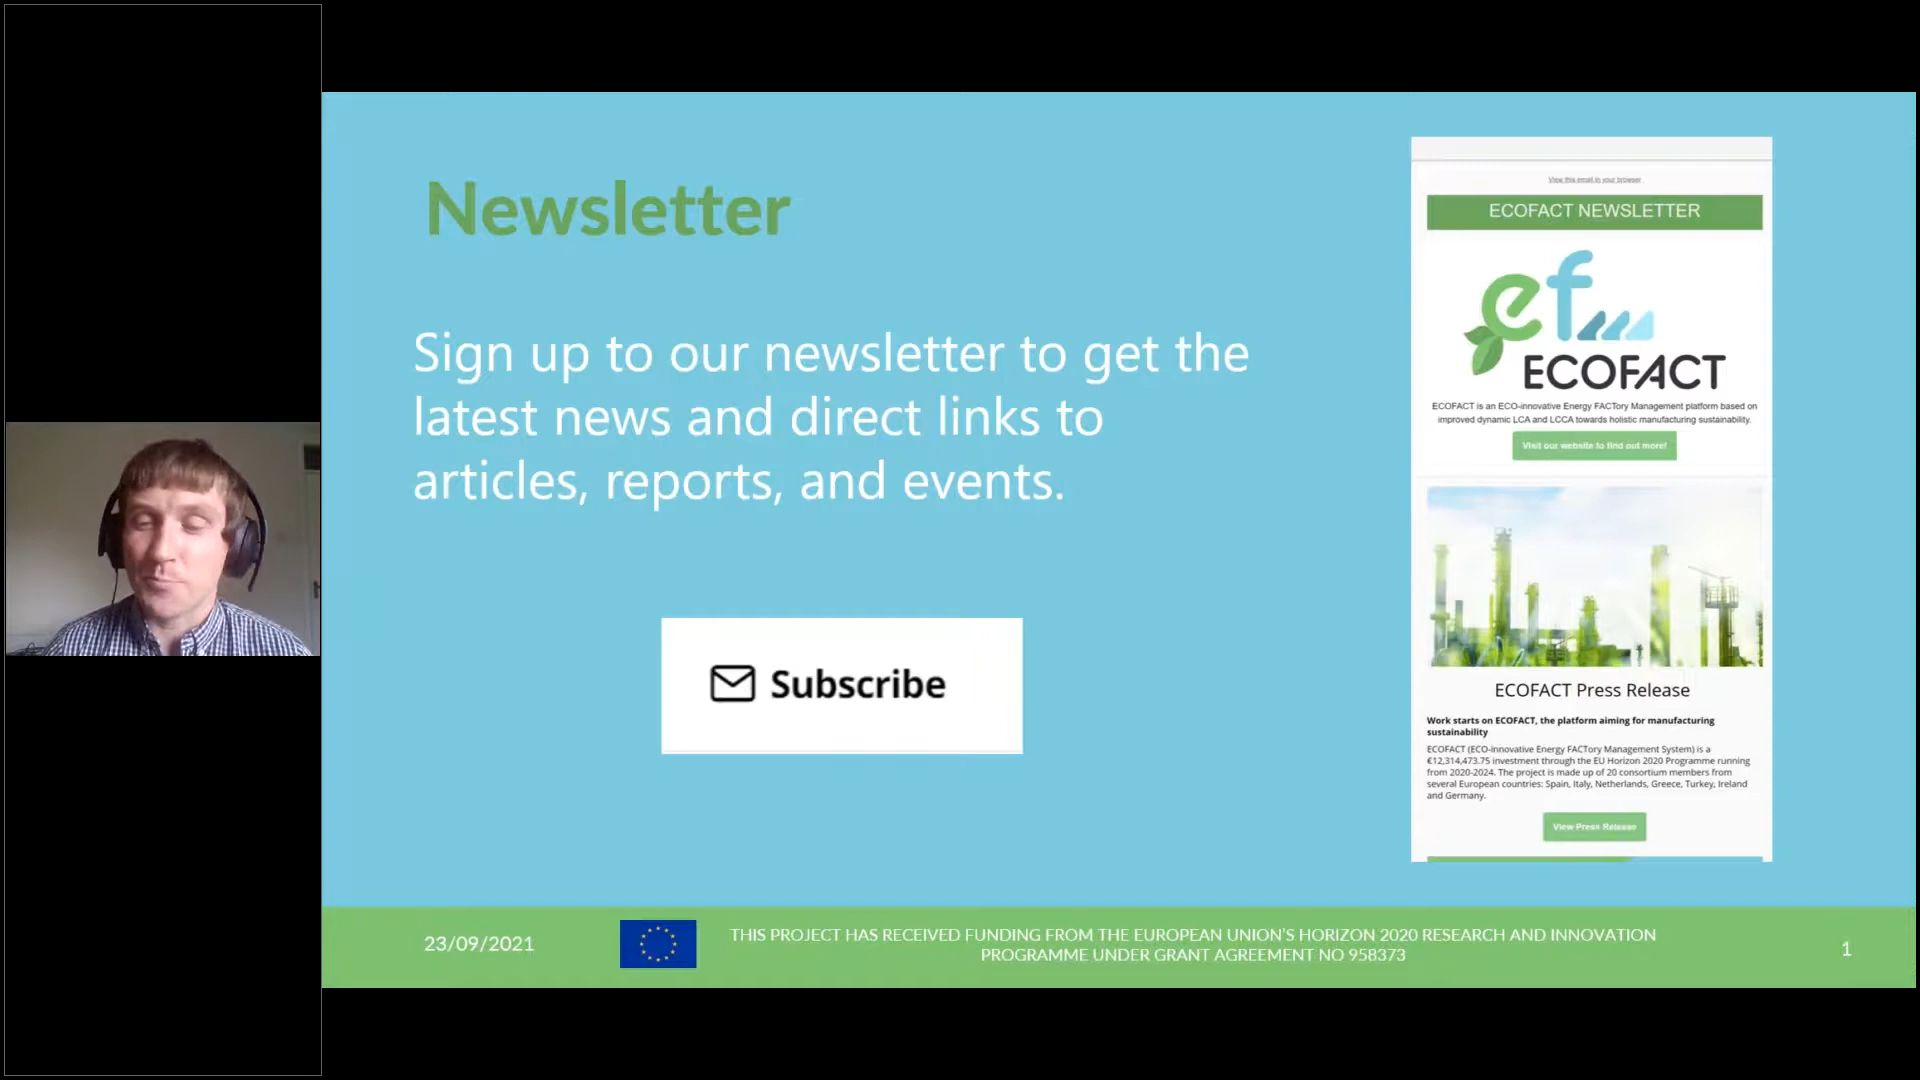 Newsletter
Sign up to our newsletter to get the
latest news and direct links to
articles, reports, and events.
Subscribe
View this email in your browser
ECOFACT NEWSLETTER
ef
ECOFACT
ECOFACT is an ECO-innovative Energy FACTory Management platform based on
improved dynamic LCA and LCCA towards holistic manufacturing sustainability.
Visit our website to find out more!
ECOFACT Press Release
Work starts on ECOFACT, the platform aiming for manufacturing
sustainability
ECOFACT (ECO-innovative Energy FACTory Management System) is a
€12,314,473.75 investment through the EU Horizon 2020 Programme running
from 2020-2024. The project is made up of 20 consortium members from
several European countries: Spain, Italy, Netherlands, Greece, Turkey, Ireland
and Germany.
View Press Release
23/09/2021
THIS PROJECT HAS RECEIVED FUNDING FROM THE EUROPEAN UNION'S HORIZON 2020 RESEARCH AND INNOVATION
PROGRAMME UNDER GRANT AGREEMENT NO 958373
1